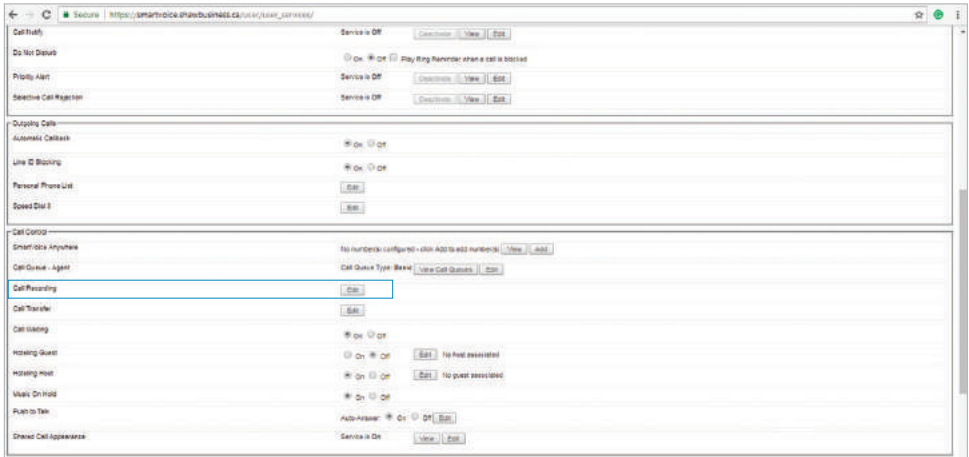 Secure https://smartvoice.shawbusiness.ca/user/user_services/
Call Notify Service is Off Deactivate View Edit
Do Not Disturb On Off Play Ring Reminder when a call is blocked
Priority Alert Service is Off Deactivate View Edit
Selective Call Rejection Service is Off Deactivate View Edit
Outgoing Calls
Automatic Callback On Off
Line ID Blocking On Off
Personal Phone List Edit
Speed Dial 8 Edit
Call Control
SmartVoice Anywhere No number(s) configured - click Add to add number(s) View Add
Call Queue - Agent Call Queue Type: Basic View Call Queues Edit
Call Recording Edit
Call Transfer Edit
Call Waiting On Off
Hoteling Guest On Off Edit No host associated
Hoteling Host On Off Edit No guest associated
Music On Hold On Off
Push to Talk Auto-Answer: On Off Edit
Shared Call Appearance Service is On View Edit